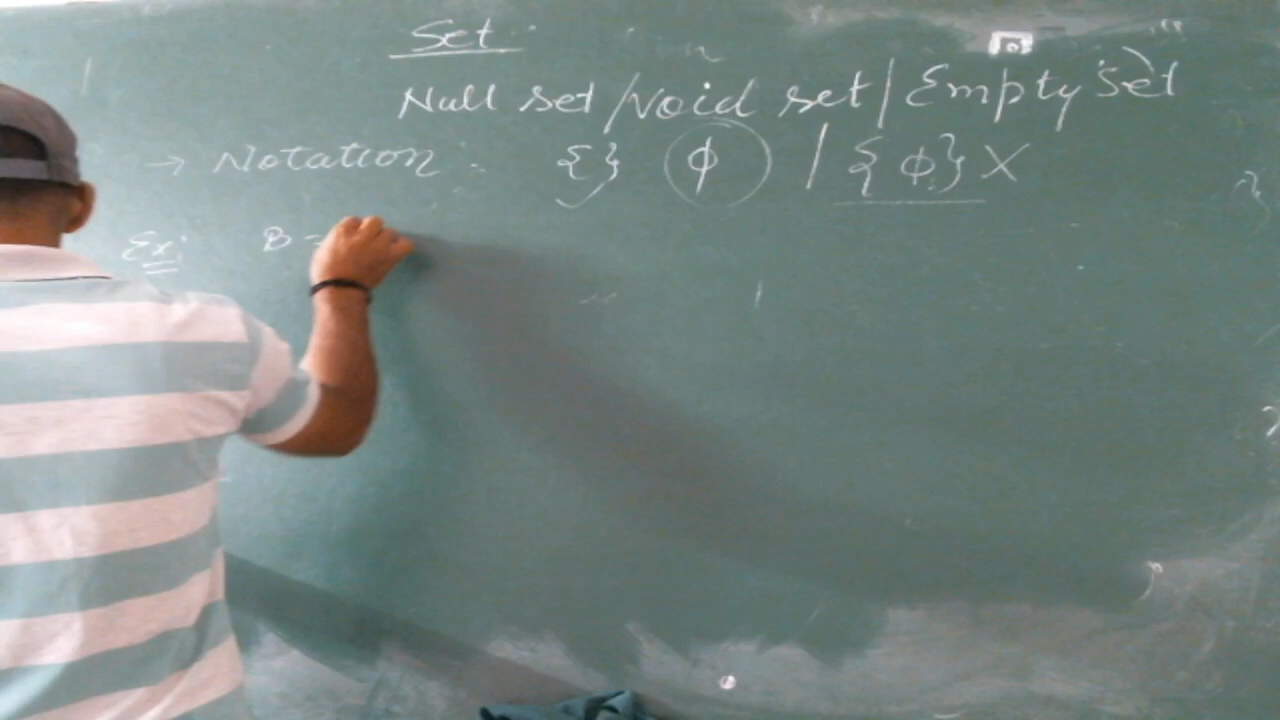 Set
Null set/Void set/Empty Set
→ Notation : {} φ / {φ} X
Ex: B =